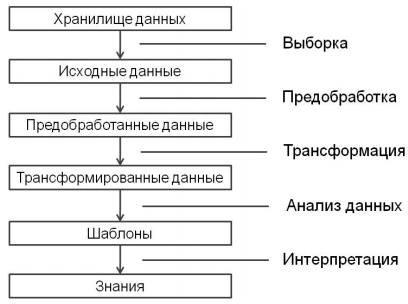 Хранилище данных
Выборка
Исходные данные
Предобработка
Предобработанные данные
Трансформация
Трансформированные данные
Анализ данных
Шаблоны
Интерпретация
Знания